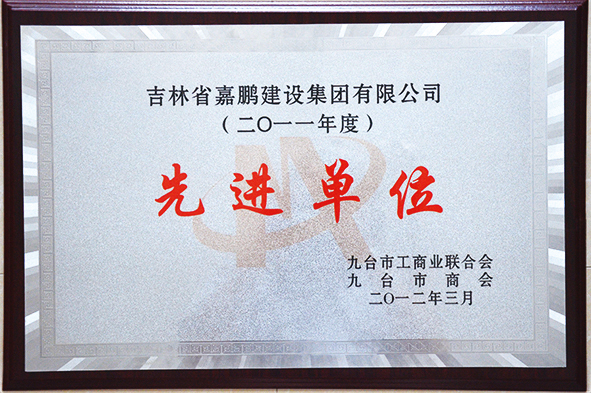 吉林省嘉鹏建设集团有限公司
（二〇一一年度）
先进单位
九台市工商业联合会
九台市商会
二〇一二年三月